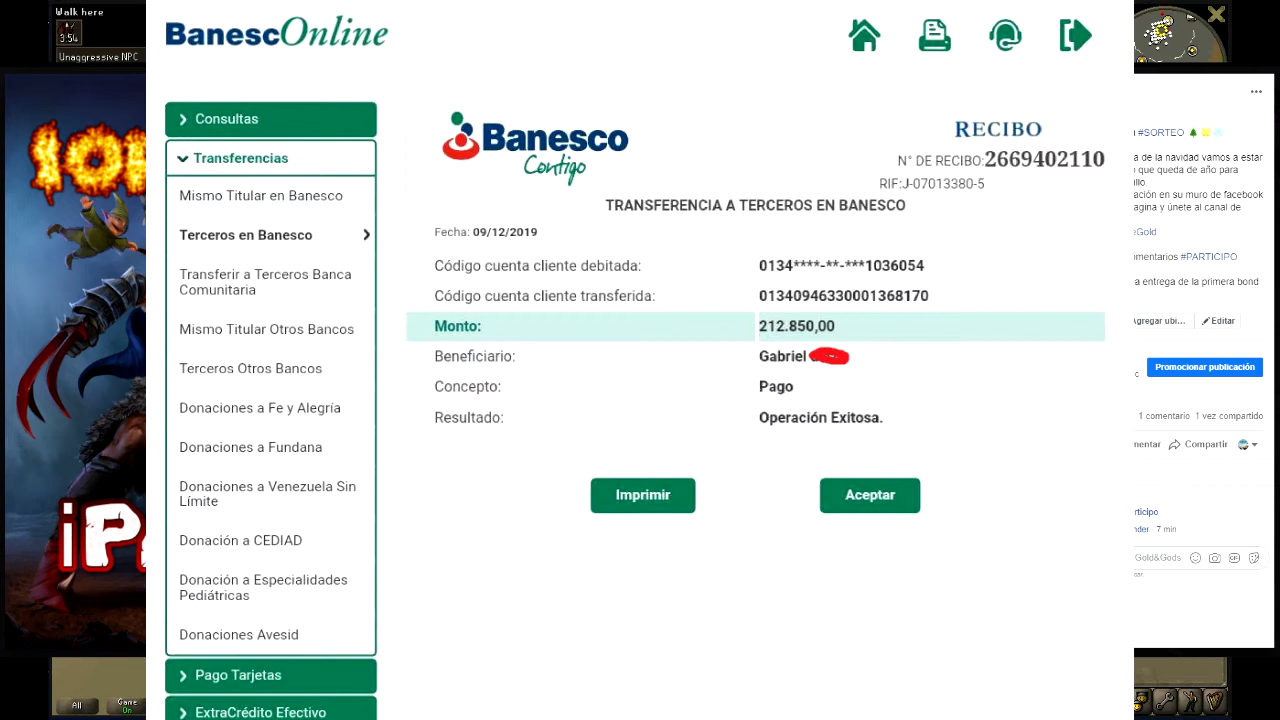 Walk here
Unaggressive NPCs
3:54
100
¡Pa
All
Game
On
BanescOnline
Consultas
Transferencias
Mismo Titular en Banesco
Terceros en Banesco
Transferir a Terceros Banca
Comunitaria
Mismo Titular Otros Bancos
Terceros Otros Bancos
Donaciones a Fe y Alegría
Donaciones a Fundana
Donaciones a Venezuela Sin
Límite
Donación a CEDIAD
Donación a Especialidades
Pediátricas
Donaciones Avesid
Pago Tarjetas
ExtraCrédito Efectivo
Banesco
Contigo
RECIBO
N° DE RECIBO:2669402110
RIF:J-07013380-5
TRANSFERENCIA A TERCEROS EN BANESCO
Fecha: 09/12/2019
Código cuenta cliente debitada: 0134****-**-***1036054
Código cuenta cliente transferida: 01340946330001368170
Monto: 212.850,00
Beneficiario: Gabriel
Concepto: Pago
Resultado: Operación Exitosa.
Imprimir Aceptar
#SORTEO
a de la navidad vamos a estar
que queda de año para
ación en su muro de facebook
agina y únete al canal de
Gold
mentarios #PARTICIPO
a entrega de la primera bond
Agregar ubi... Editar
Promocionar publicación
1 comentario 1 vez compartido
mentar Compartir
rticipo
nder · 7 min
Gold&Gods